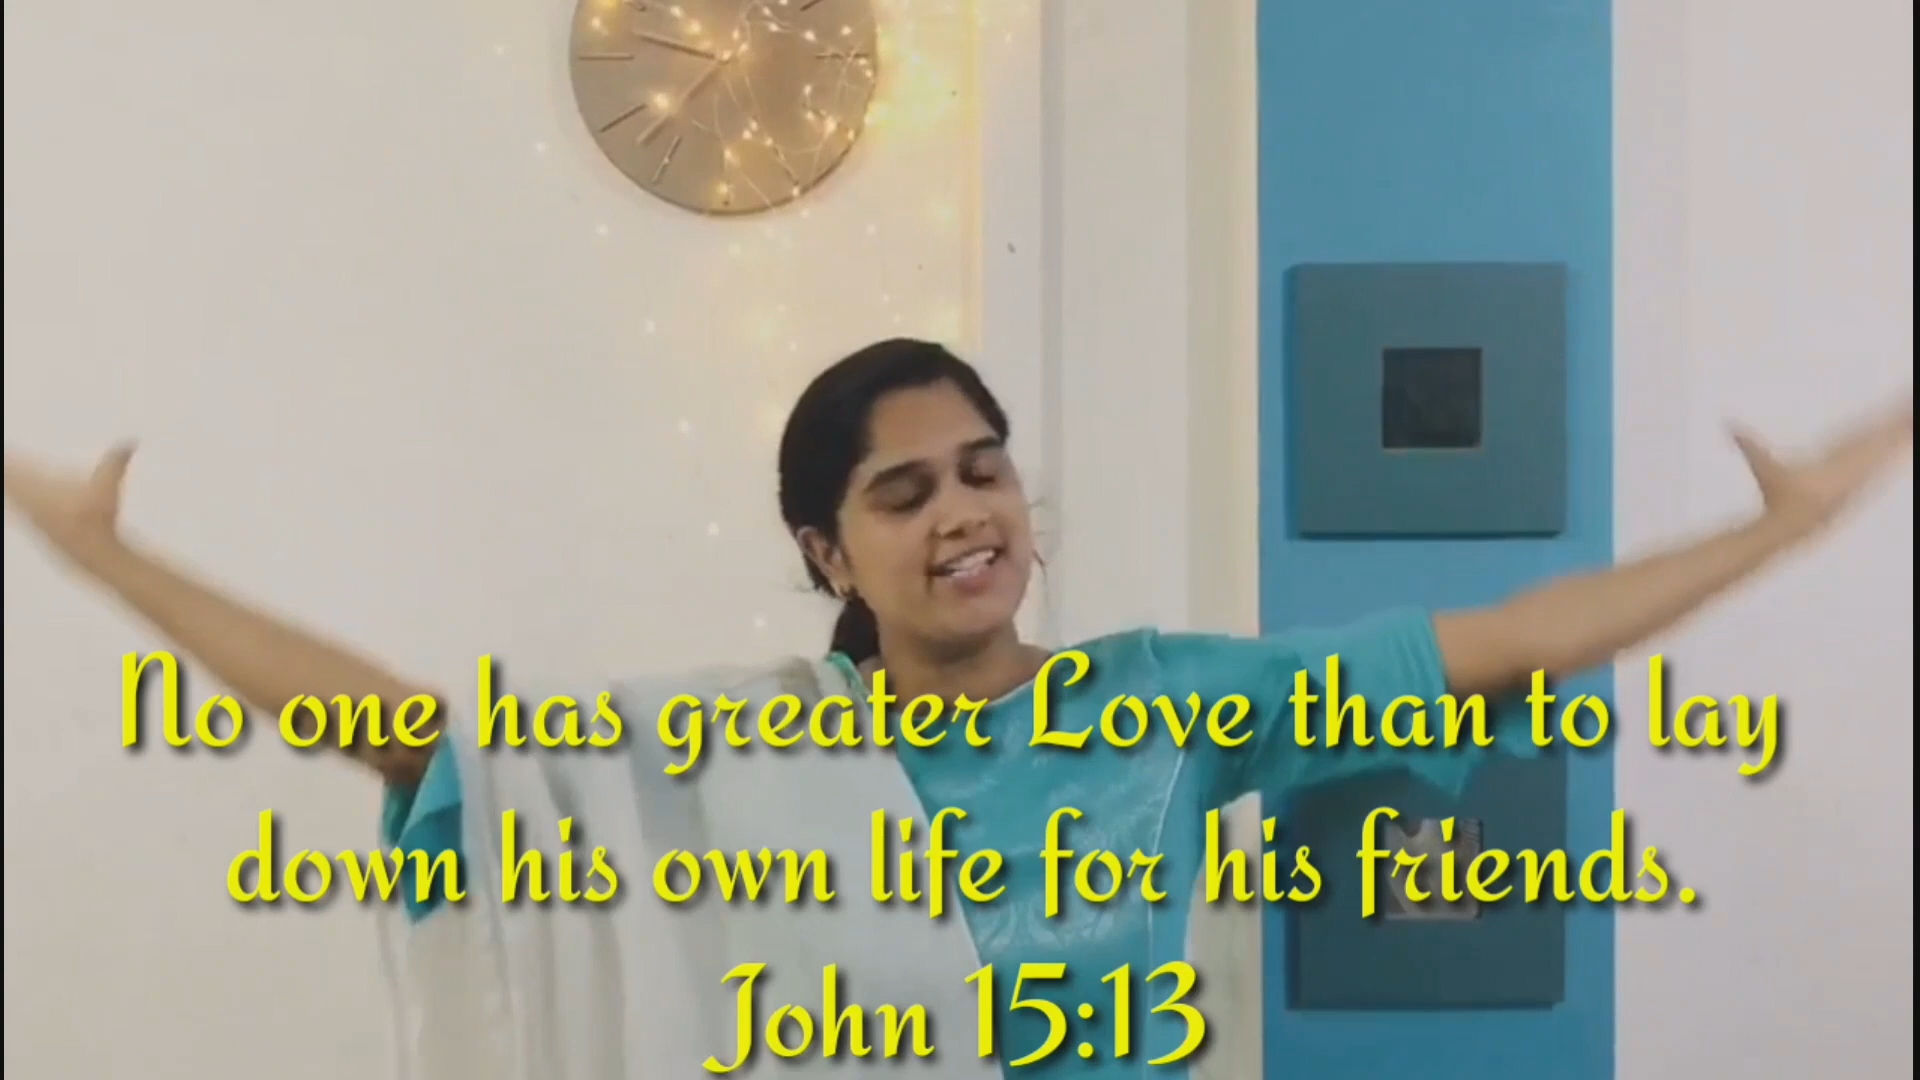 No one has greater Love than to lay
down his own life for his friends.
John 15:13